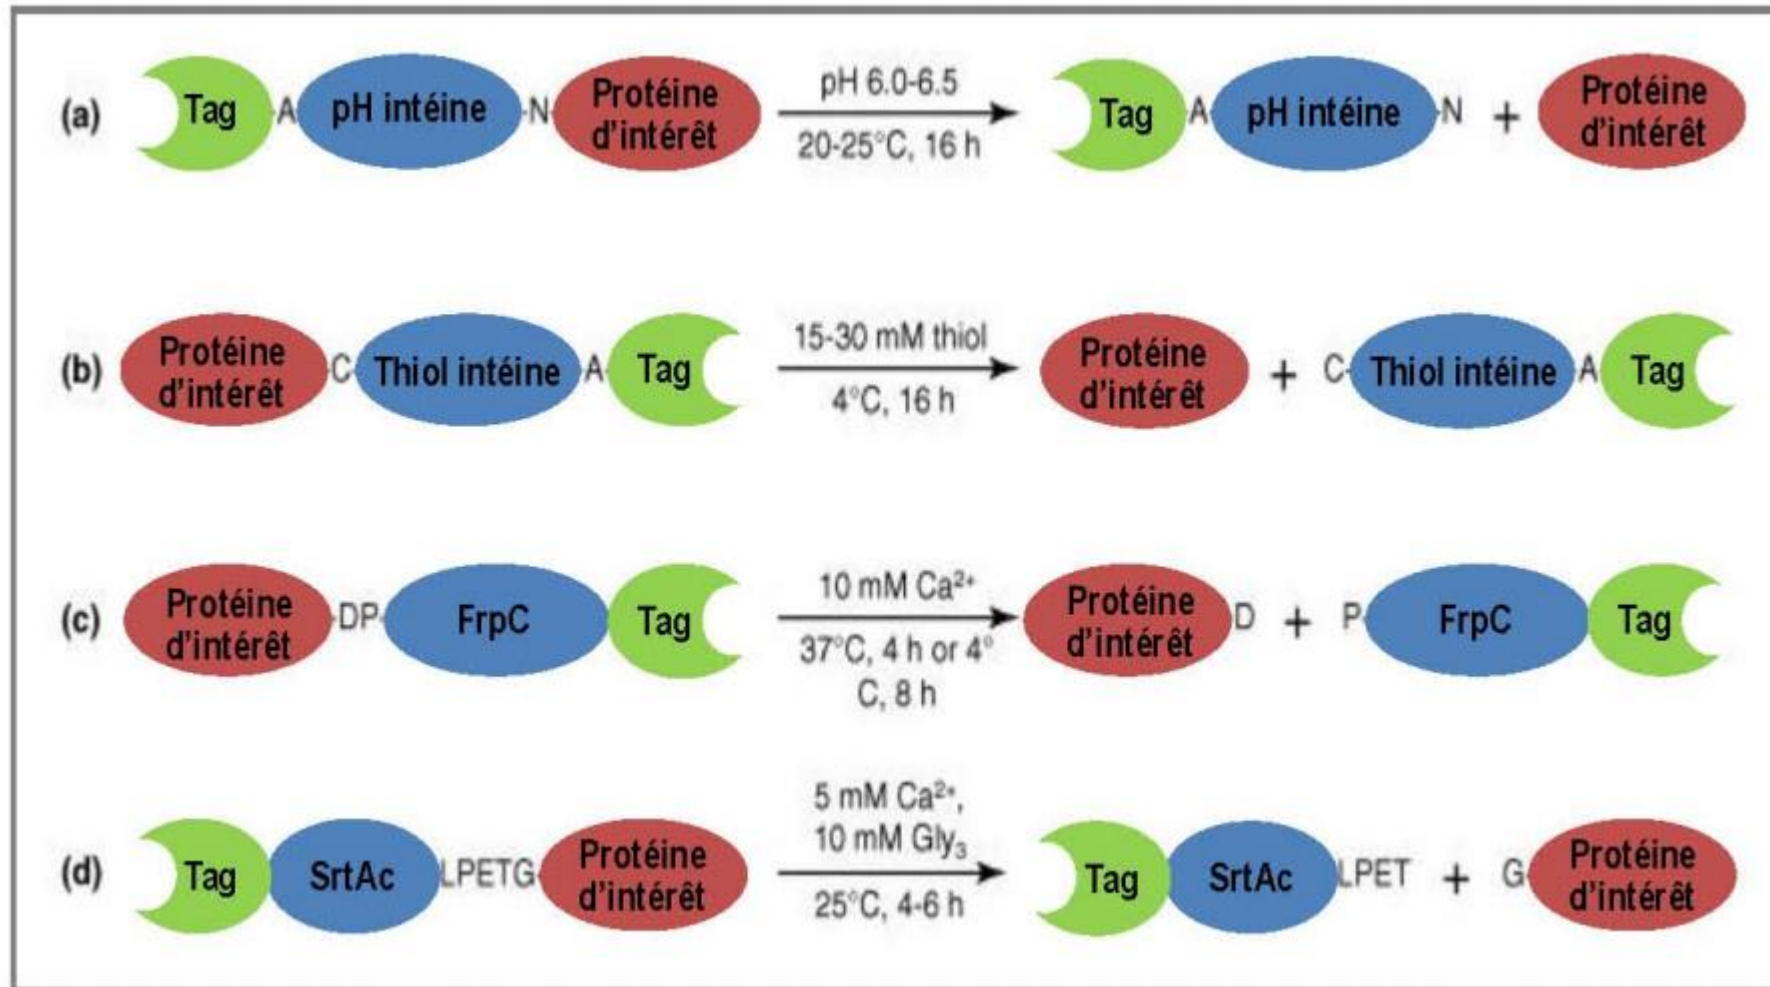 (a) Tag -A- pH intéine -N- Protéine d'intérêt
pH 6.0-6.5
20-25°C, 16 h
Tag -A- pH intéine -N + Protéine d'intérêt
(b) Protéine d'intérêt -C- Thiol intéine -A- Tag
15-30 mM thiol
4°C, 16 h
Protéine d'intérêt + C- Thiol intéine -A- Tag
(c) Protéine d'intérêt -DP- FrpC Tag
10 mM Ca²⁺
37°C, 4 h or 4°
C, 8 h
Protéine d'intérêt -D + P- FrpC Tag
(d) Tag SrtAc -LPETG- Protéine d'intérêt
5 mM Ca²⁺,
10 mM Gly₃
25°C, 4-6 h
Tag SrtAc -LPET + G- Protéine d'intérêt